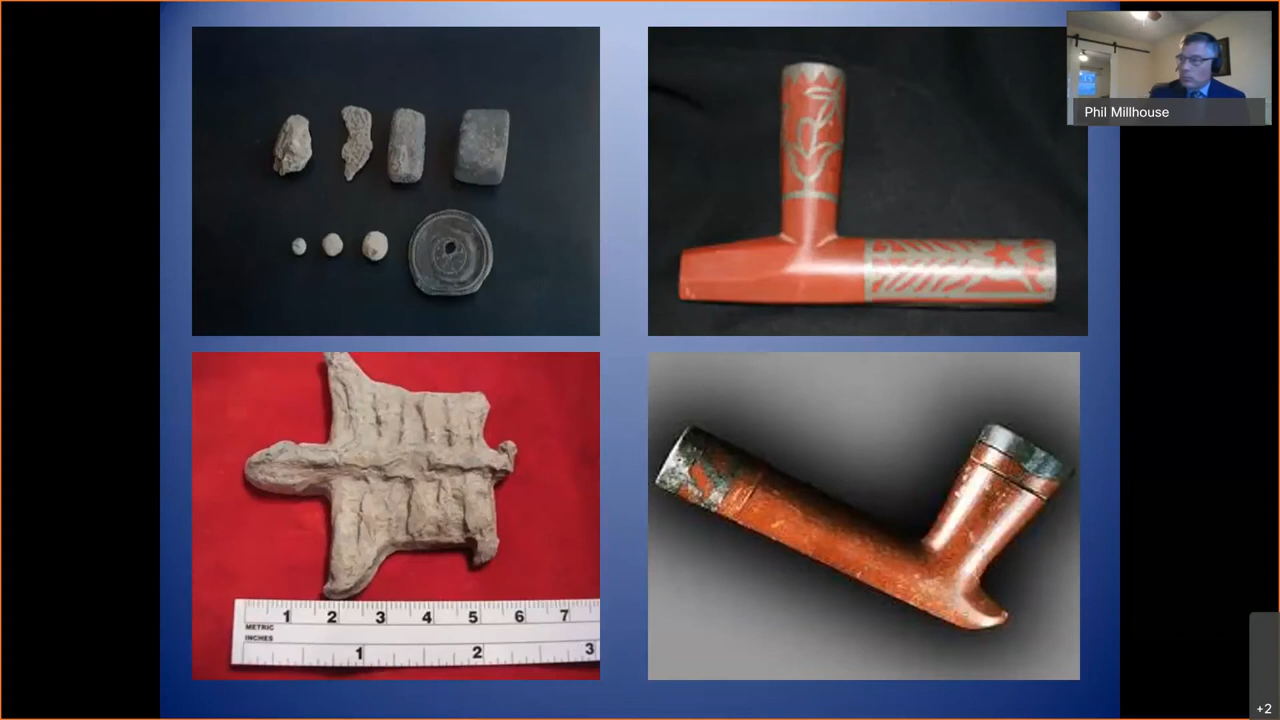 Phil Millhouse
1 2 3 4 5 6 7
METRIC
INCHES
1 2 3
+2